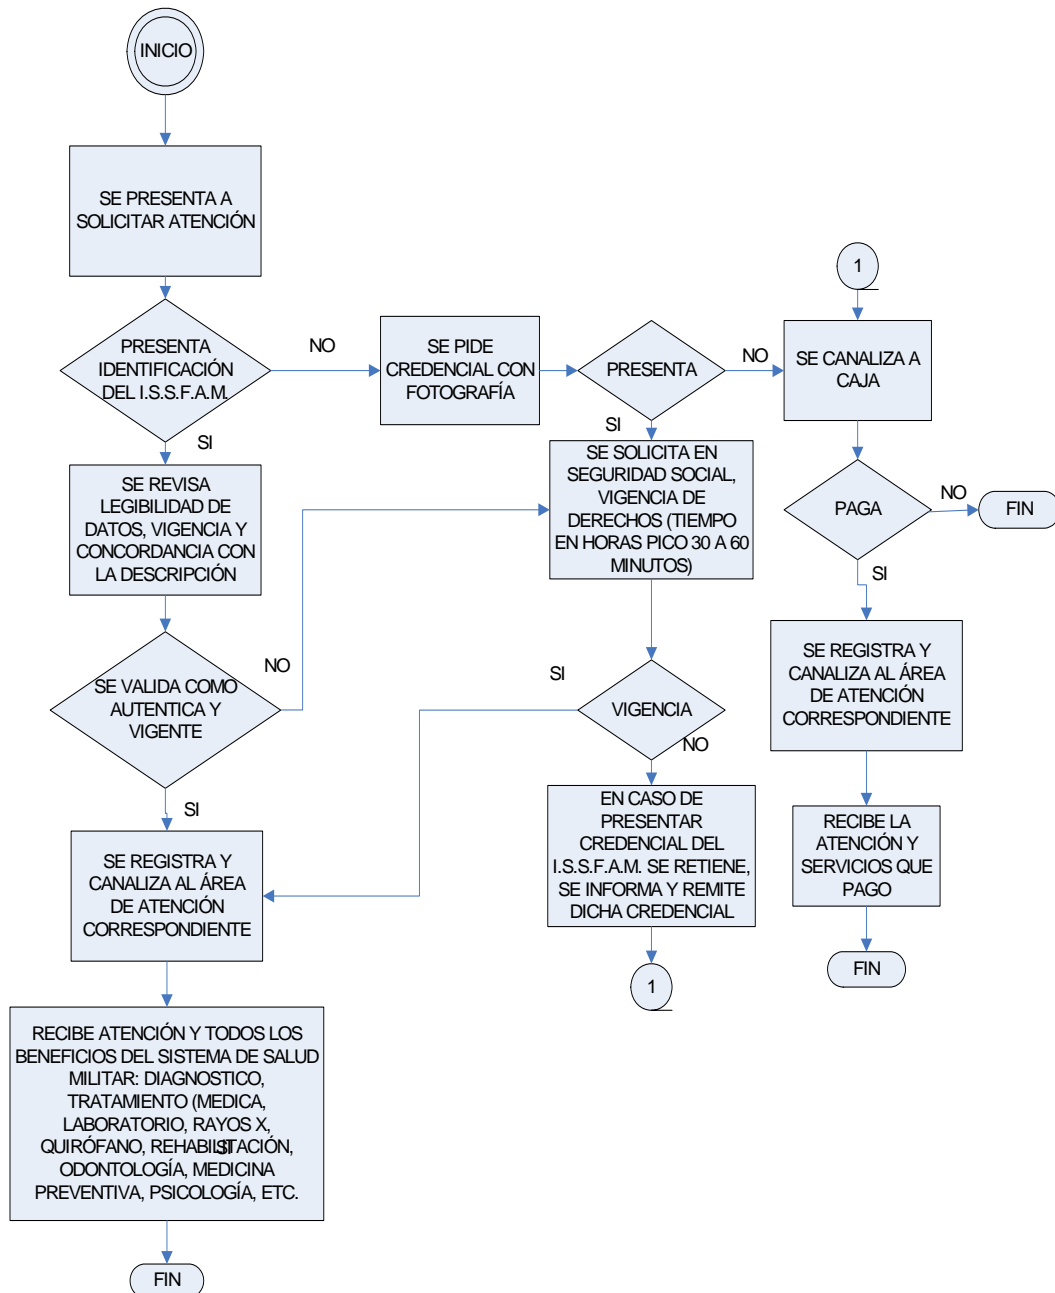 INICIO
SE PRESENTA A
SOLICITAR ATENCIÓN
1
PRESENTA
IDENTIFICACIÓN
DEL I.S.S.F.A.M.
NO
SE PIDE
CREDENCIAL CON
FOTOGRAFÍA
PRESENTA
NO
SE CANALIZA A
CAJA
SI
SI
SE REVISA
LEGIBILIDAD DE
DATOS, VIGENCIA Y
CONCORDANCIA CON
LA DESCRIPCIÓN
SE SOLICITA EN
SEGURIDAD SOCIAL,
VIGENCIA DE
DERECHOS (TIEMPO
EN HORAS PICO 30 A 60
MINUTOS)
PAGA
NO
FIN
SI
SE VALIDA COMO
AUTENTICA Y
VIGENTE
NO
SI
VIGENCIA
NO
SE REGISTRA Y
CANALIZA AL ÁREA
DE ATENCIÓN
CORRESPONDIENTE
SI
SE REGISTRA Y
CANALIZA AL ÁREA
DE ATENCIÓN
CORRESPONDIENTE
EN CASO DE
PRESENTAR
CREDENCIAL DEL
I.S.S.F.A.M. SE RETIENE,
SE INFORMA Y REMITE
DICHA CREDENCIAL
RECIBE LA
ATENCIÓN Y
SERVICIOS QUE
PAGO
1
FIN
RECIBE ATENCIÓN Y TODOS LOS
BENEFICIOS DEL SISTEMA DE SALUD
MILITAR: DIAGNOSTICO,
TRATAMIENTO (MEDICA,
LABORATORIO, RAYOS X,
QUIRÓFANO, REHABILITACIÓN,
SI
ODONTOLOGÍA, MEDICINA
PREVENTIVA, PSICOLOGÍA, ETC.
FIN